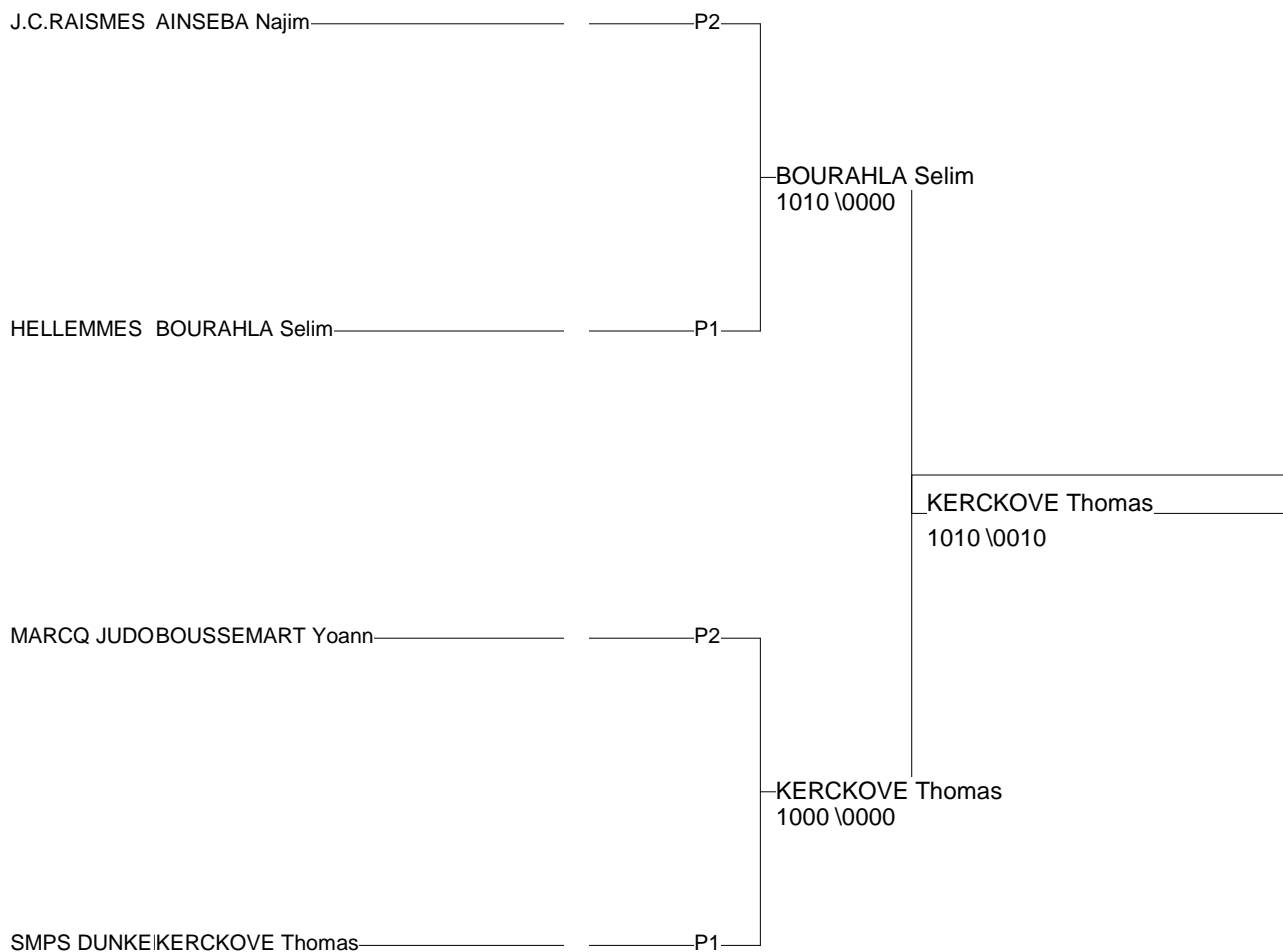 J.C.RAISMES AINSEBA Najim P2
BOURAHLA Selim
1010 \0000
HELLEMMES BOURAHLA Selim P1
KERCKOVE Thomas
1010 \0010
MARCQ JUDO BOUSSEMART Yoann P2
KERCKOVE Thomas
1000 \0000
SMPS DUNKE KERCKOVE Thomas P1